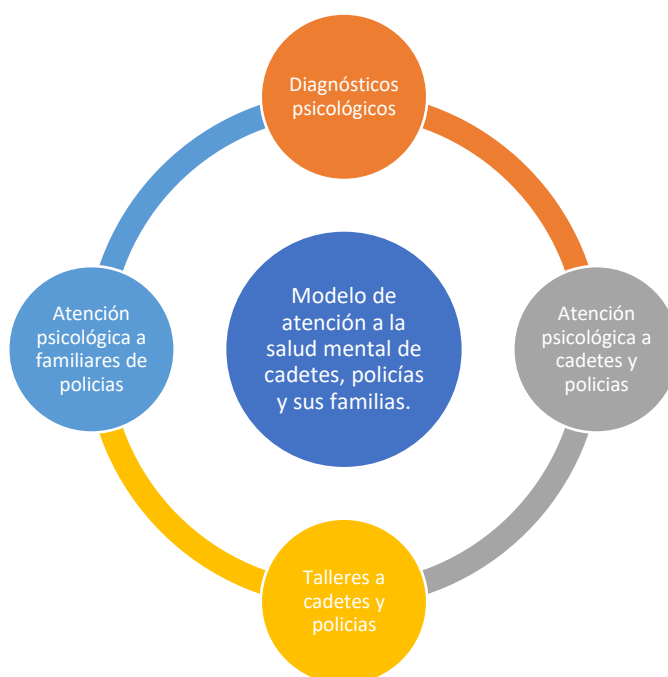 Diagnósticos
psicológicos
Modelo de
atención a la
salud mental de
cadetes, policías
y sus familias.
Atención
psicológica a
familiares de
policias
Atención
psicológica a
cadetes y
policias
Talleres a
cadetes y
policias